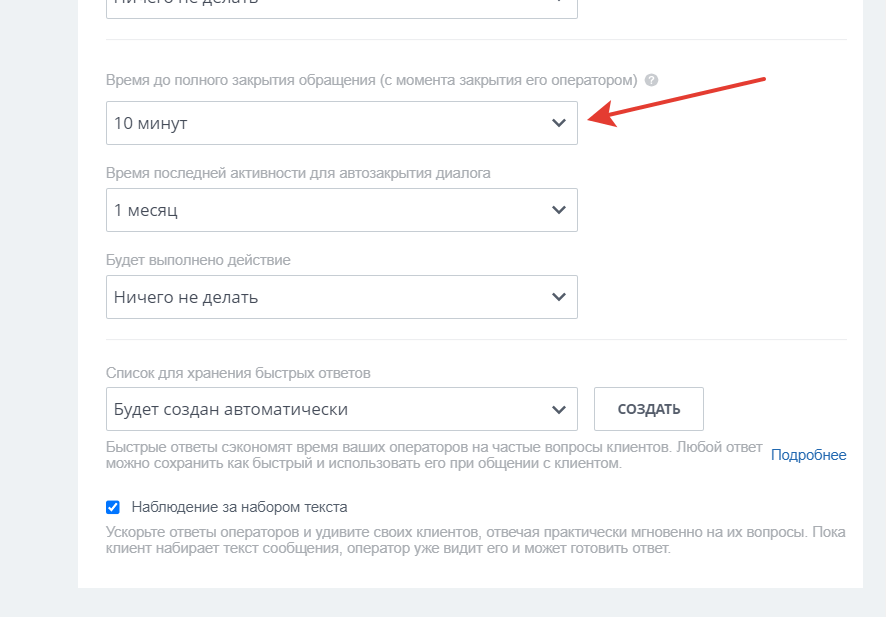 Ничего не делать
Время до полного закрытия обращения (с момента закрытия его оператором) ?
10 минут
Время последней активности для автозакрытия диалога
1 месяц
Будет выполнено действие
Ничего не делать
Список для хранения быстрых ответов
Будет создан автоматически
СОЗДАТЬ
Быстрые ответы сэкономят время ваших операторов на частые вопросы клиентов. Любой ответ
можно сохранить как быстрый и использовать его при общении с клиентом.
Подробнее
Наблюдение за набором текста
Ускорьте ответы операторов и удивите своих клиентов, отвечая практически мгновенно на их вопросы. Пока
клиент набирает текст сообщения, оператор уже видит его и может готовить ответ.